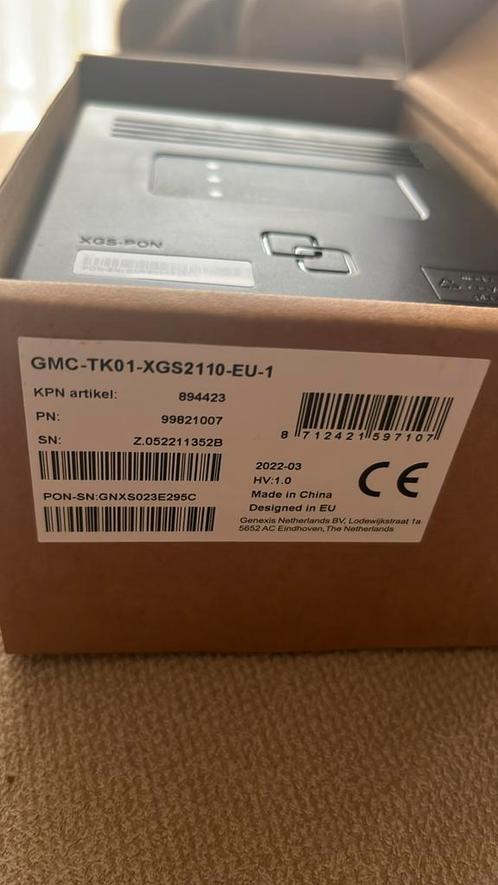 XGS-PON
GMC-TK01-XGS2110-EU-1
KPN artikel: 894423
PN: 99821007
SN: Z.052211352B
PON-SN:GNXS023E295C
8 712421 597107
2022-03
HV:1.0
Made in China
Designed in EU
CE
Genexis Netherlands BV, Lodewijkstraat 1a
5652 AC Eindhoven, The Netherlands